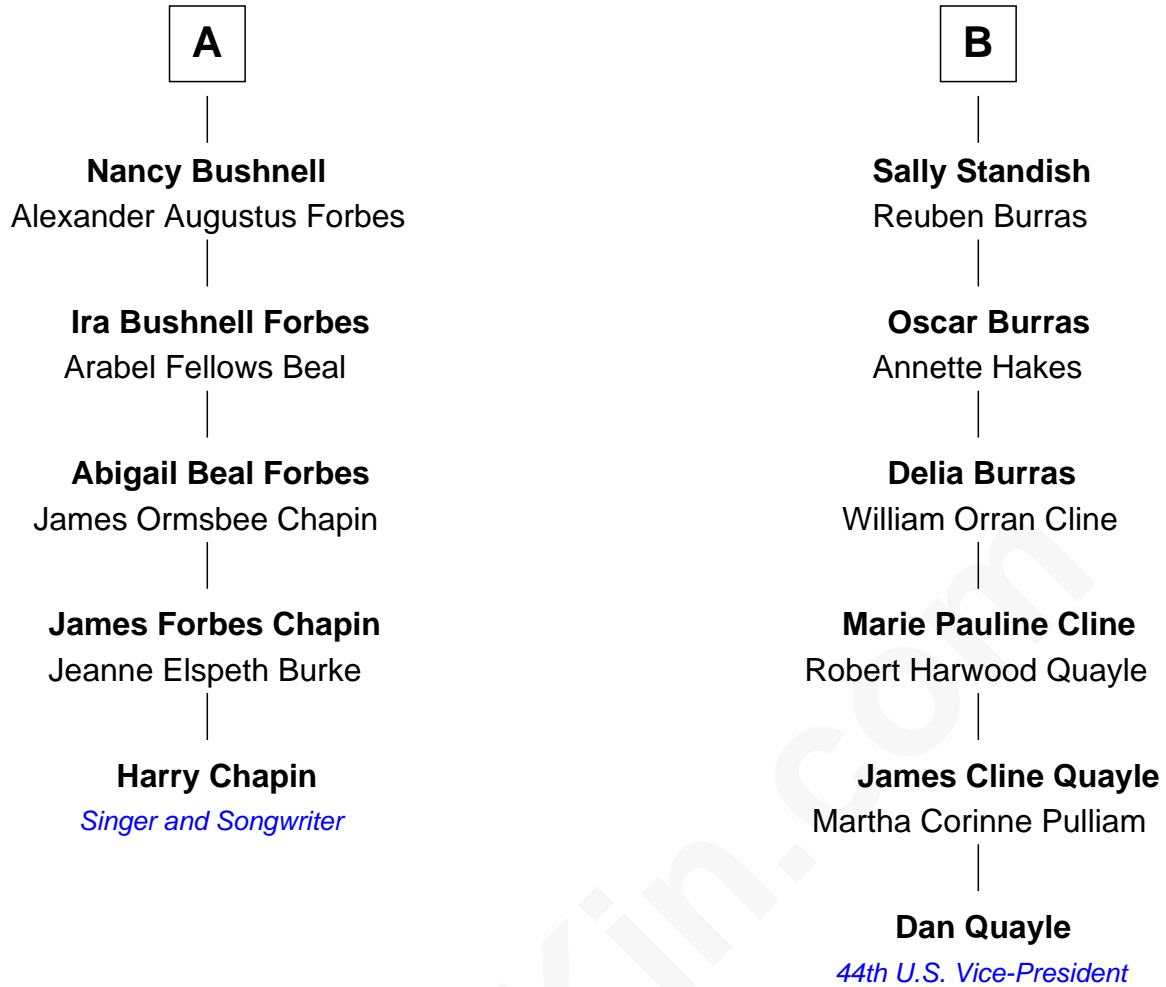 A
Nancy Bushnell
Alexander Augustus Forbes
Ira Bushnell Forbes
Arabel Fellows Beal
Abigail Beal Forbes
James Ormsbee Chapin
James Forbes Chapin
Jeanne Elspeth Burke
Harry Chapin
Singer and Songwriter
B
Sally Standish
Reuben Burras
Oscar Burras
Annette Hakes
Delia Burras
William Orran Cline
Marie Pauline Cline
Robert Harwood Quayle
James Cline Quayle
Martha Corinne Pulliam
Dan Quayle
44th U.S. Vice-President
Kin.com